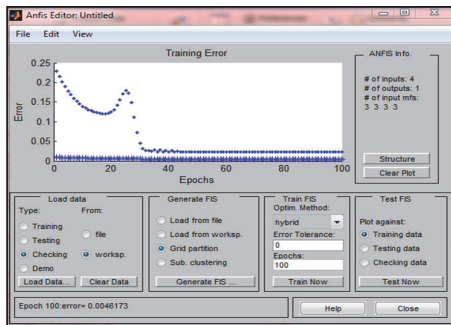 Anfis Editor: Untitled
File Edit View
Training Error
0.25
0.2
0.15
0.1
0.05
0
0 20 40 60 80 100
Error
Epochs
ANFIS Info.
# of inputs: 4
# of outputs: 1
# of input mfs:
3 3 3 3
Structure
Clear Plot
Load data
Type: From:
Training
Testing
Checking
Demo
file
worksp.
Load Data... Clear Data
Generate FIS
Load from file
Load from worksp.
Grid partition
Sub. clustering
Generate FIS ...
Train FIS
Optim. Method:
hybrid
Error Tolerance:
0
Epochs:
100
Train Now
Test FIS
Plot against:
Training data
Testing data
Checking data
Test Now
Epoch 100:error= 0.0046173
Help Close